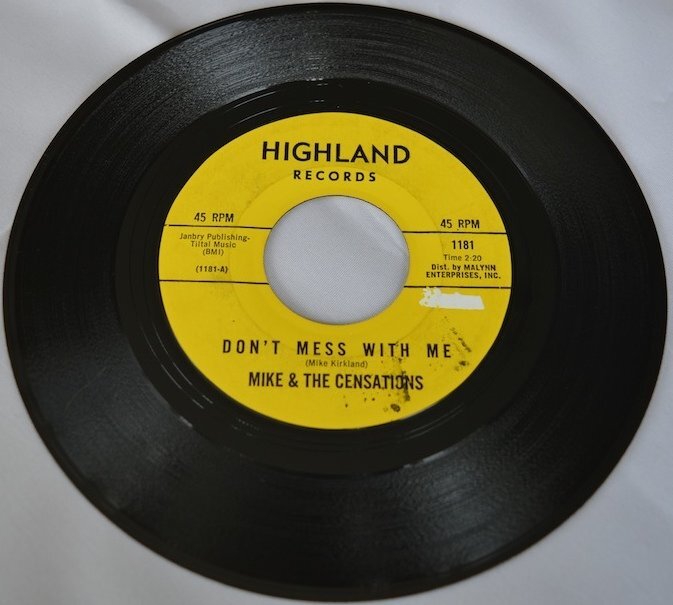 HIGHLAND
RECORDS
45 RPM
Janbry Publishing-
Tiltal Music
(BMI)
(1181-A)
45 RPM
1181
Time 2-20
Dist. by MALYNN
ENTERPRISES, INC.
DON'T MESS WITH ME
(Mike Kirkland)
MIKE & THE CENSATIONS